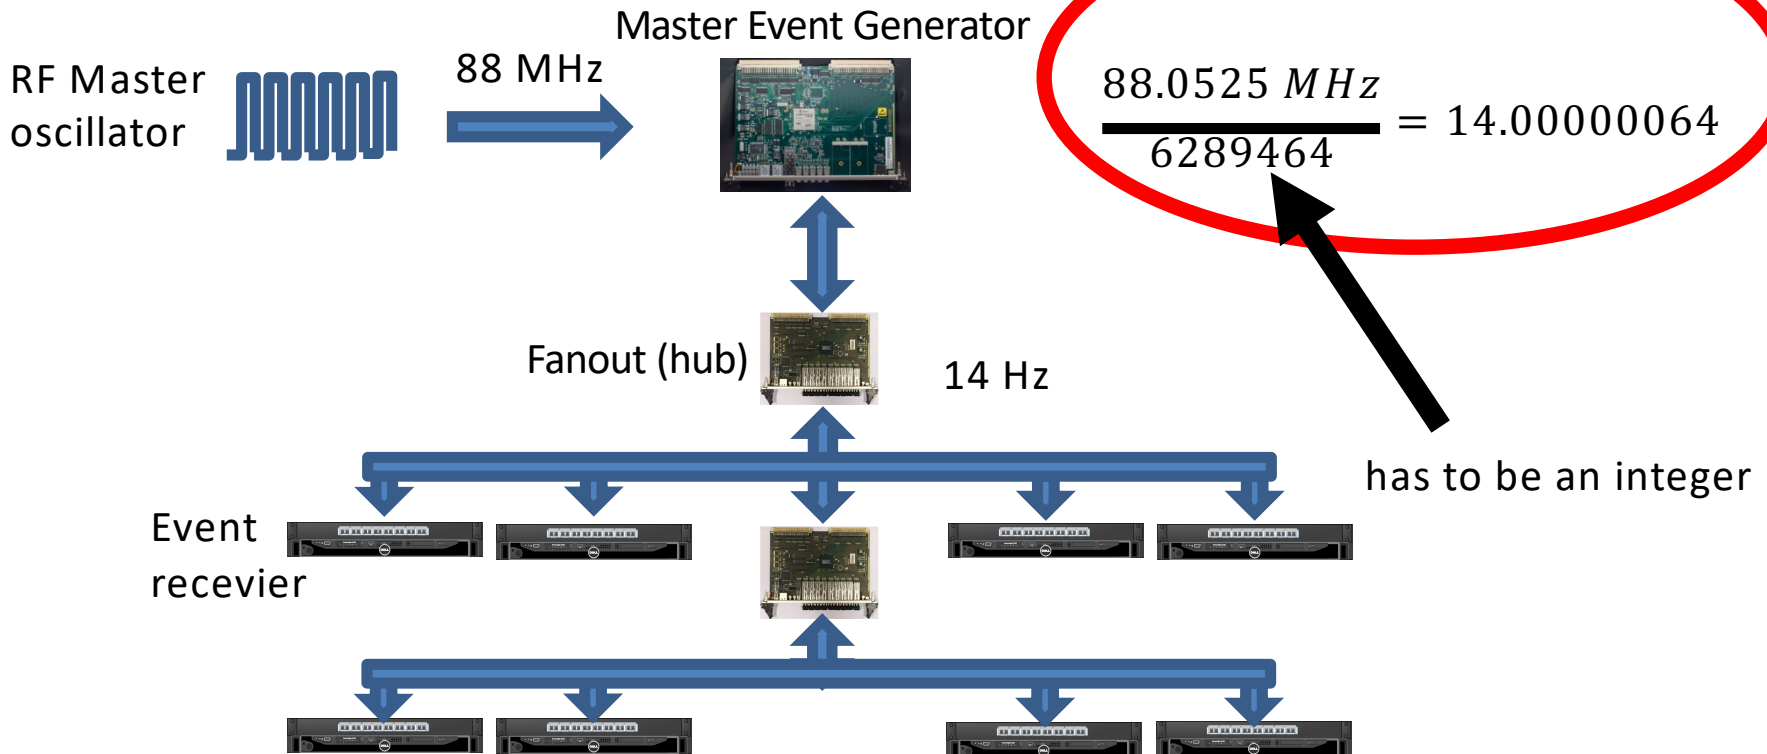 Master Event Generator
RF Master
oscillator
88 MHz
88.0525 MHz
6289464
= 14.00000064
Fanout (hub)
14 Hz
has to be an integer
Event
recevier